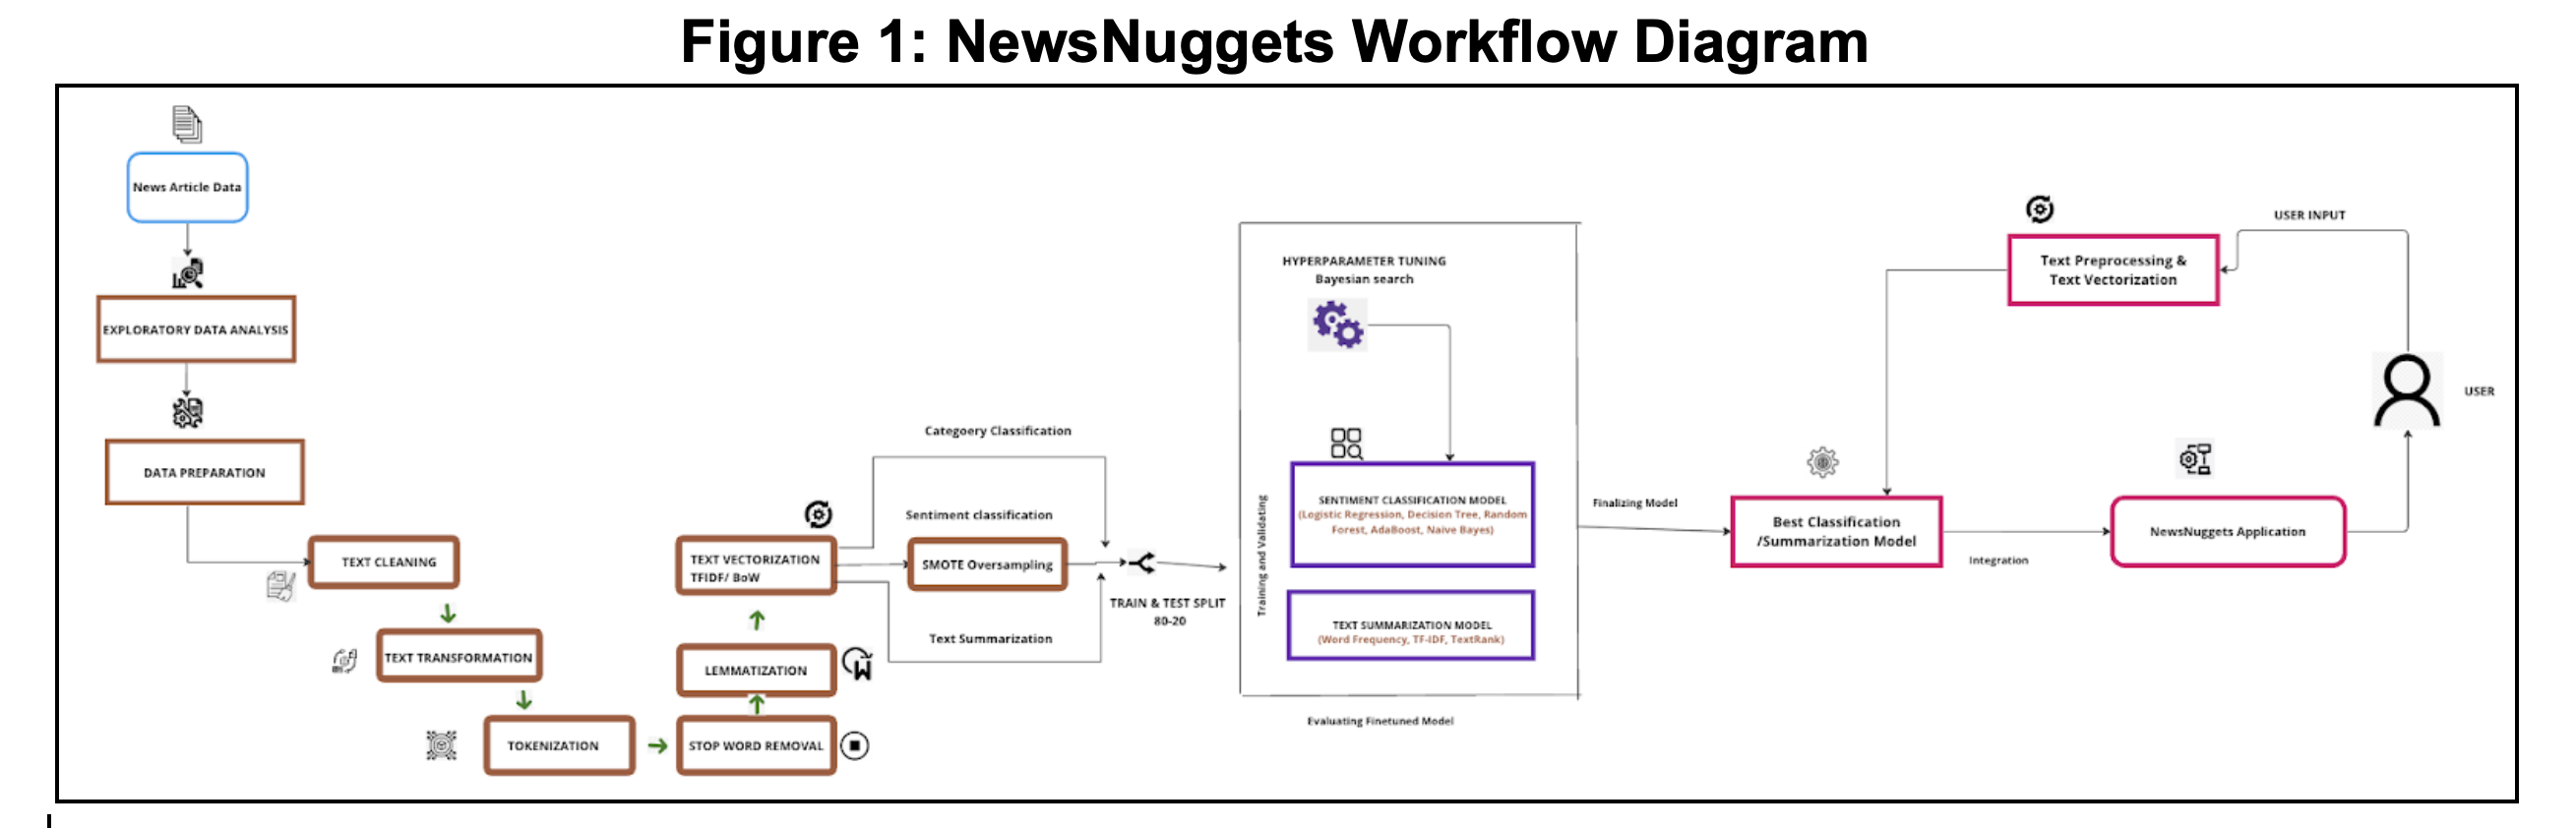 Figure 1: NewsNuggets Workflow Diagram
News Article Data
EXPLORATORY DATA ANALYSIS
DATA PREPARATION
TEXT CLEANING
TEXT TRANSFORMATION
TOKENIZATION
STOP WORD REMOVAL
LEMMATIZATION
TEXT VECTORIZATION
TFIDF/ BoW
Categoery Classification
Sentiment classification
SMOTE Oversampling
Text Summarization
TRAIN & TEST SPLIT
80-20
HYPERPARAMETER TUNING
Bayesian search
Training and Validating
SENTIMENT CLASSIFICATION MODEL
(Logistic Regression, Decision Tree, Random
Forest, AdaBoost, Naive Bayes)
TEXT SUMMARIZATION MODEL
(Word Frequency, TF-IDF, TextRank)
Evaluating Finetuned Model
Finalizing Model
Best Classification
/Summarization Model
Integration
NewsNuggets Application
USER
USER INPUT
Text Preprocessing &
Text Vectorization